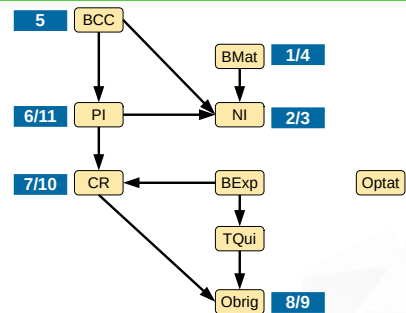 5 BCC
BMat 1/4
6/11 PI NI 2/3
7/10 CR BExp Optat
TQui
Obrig 8/9